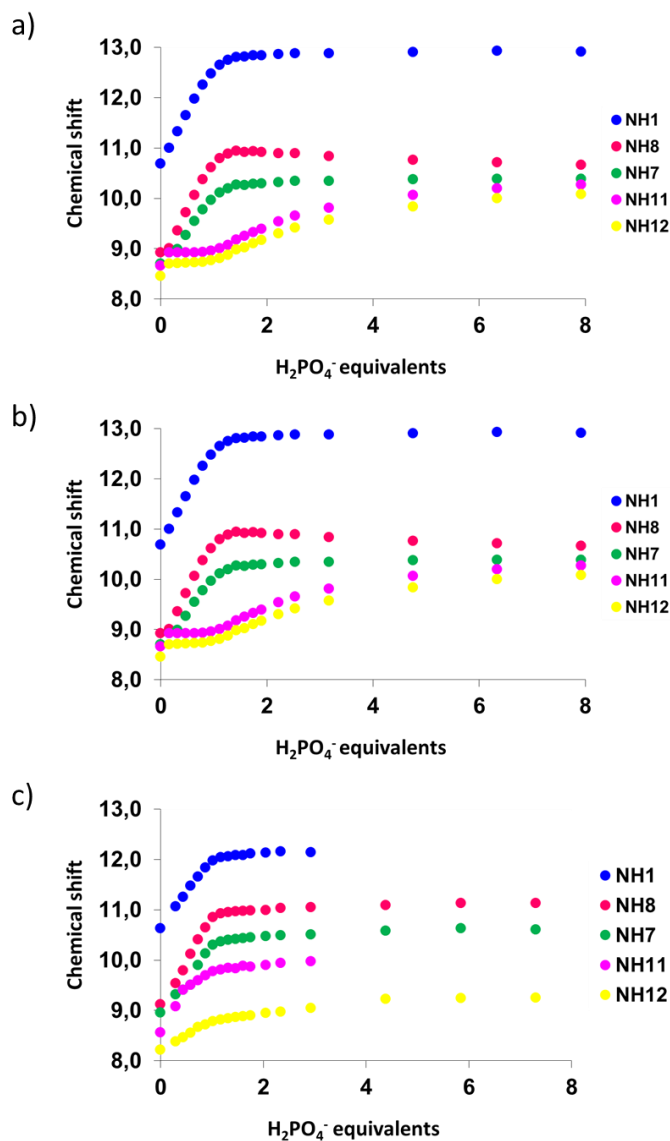 a)
13,0
12,0
11,0
10,0
9,0
8,0
Chemical shift
0 2 4 6 8
H₂PO₄⁻ equivalents
NH1
NH8
NH7
NH11
NH12
b)
13,0
12,0
11,0
10,0
9,0
8,0
Chemical shift
0 2 4 6 8
H₂PO₄⁻ equivalents
NH1
NH8
NH7
NH11
NH12
c)
13,0
12,0
11,0
10,0
9,0
8,0
Chemical shift
0 2 4 6 8
H₂PO₄⁻ equivalents
NH1
NH8
NH7
NH11
NH12